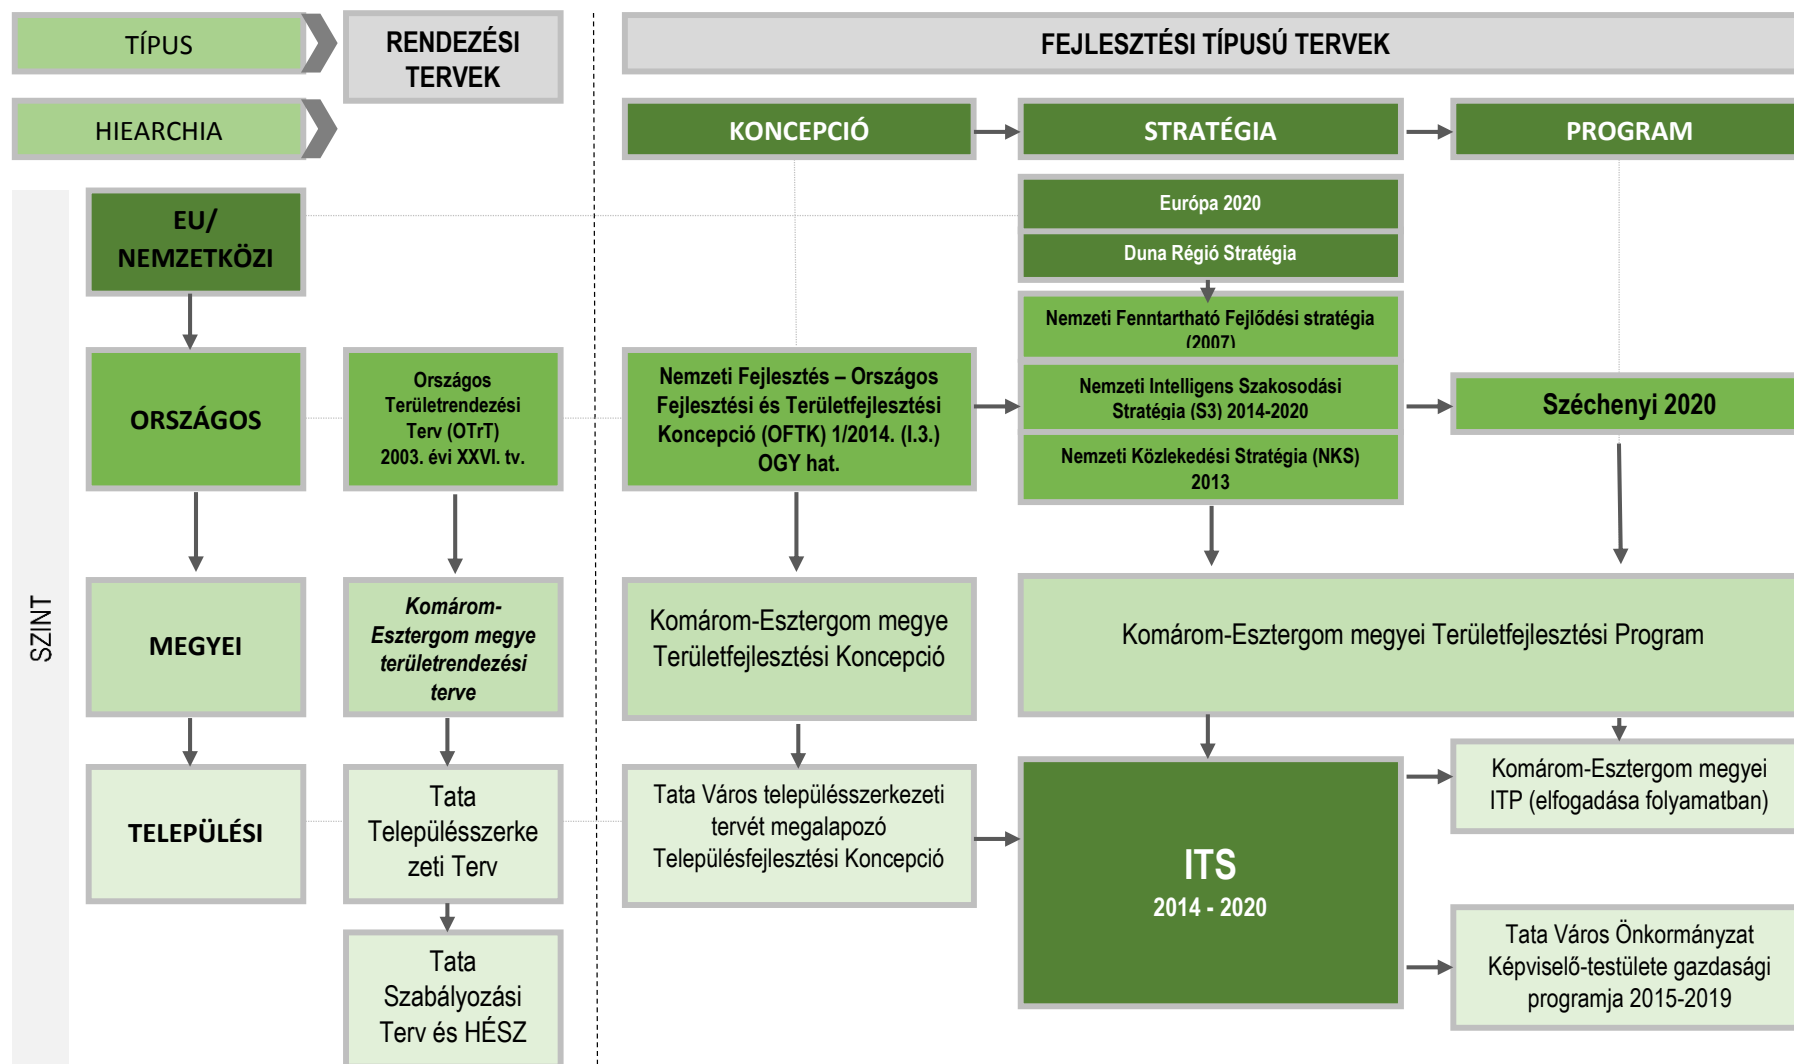 TÍPUS
RENDEZÉSI
TERVEK
FEJLESZTÉSI TÍPUSÚ TERVEK
HIEARCHIA
KONCEPCIÓ
STRATÉGIA
PROGRAM
SZINT
EU/
NEMZETKÖZI
Európa 2020
Duna Régió Stratégia
Nemzeti Fenntartható Fejlődési stratégia
(2007)
ORSZÁGOS
Országos
Területrendezési
Terv (OTrT)
2003. évi XXVI. tv.
Nemzeti Fejlesztés – Országos
Fejlesztési és Területfejlesztési
Koncepció (OFTK) 1/2014. (I.3.)
OGY hat.
Nemzeti Intelligens Szakosodási
Stratégia (S3) 2014-2020
Nemzeti Közlekedési Stratégia (NKS)
2013
Széchenyi 2020
MEGYEI
Komárom-
Esztergom megye
területrendezési
terve
Komárom-Esztergom megye
Területfejlesztési Koncepció
Komárom-Esztergom megyei Területfejlesztési Program
TELEPÜLÉSI
Tata
Településszerke
zeti Terv
Tata Város településszerkezeti
tervét megalapozó
Településfejlesztési Koncepció
ITS
2014 - 2020
Komárom-Esztergom megyei
ITP (elfogadása folyamatban)
Tata
Szabályozási
Terv és HÉSZ
Tata Város Önkormányzat
Képviselő-testülete gazdasági
programja 2015-2019